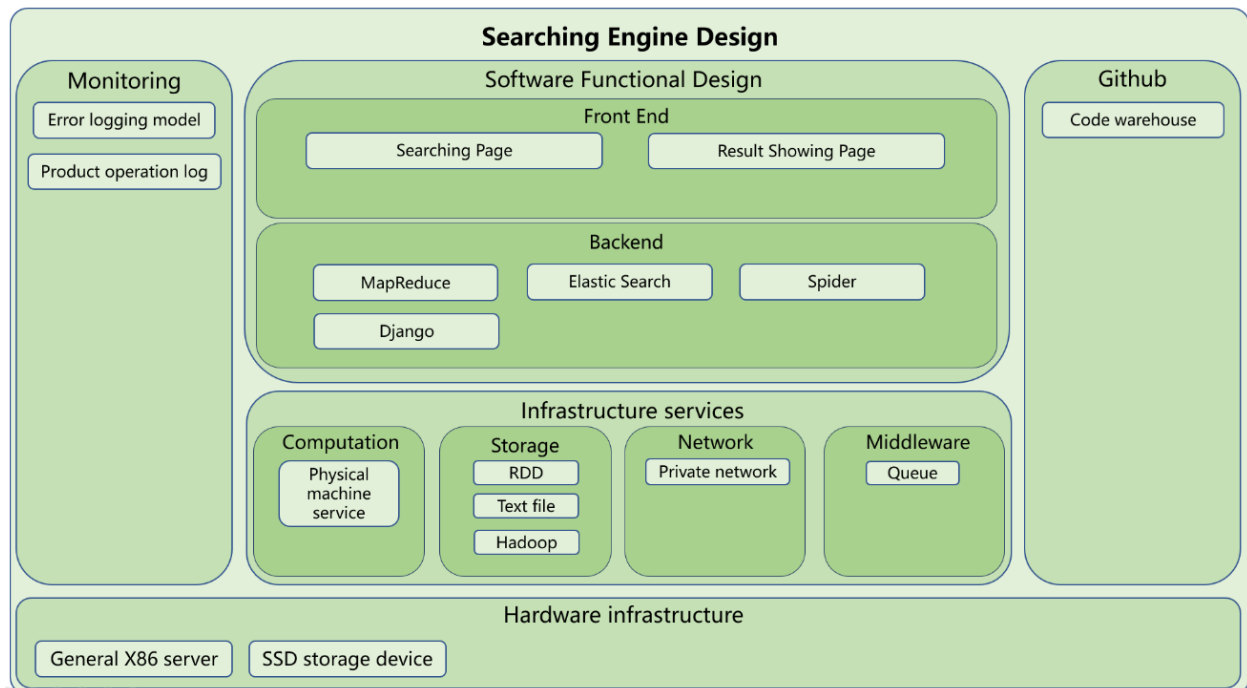 Searching Engine Design
Monitoring
Error logging model
Product operation log
Software Functional Design
Front End
Searching Page
Result Showing Page
Backend
MapReduce
Elastic Search
Spider
Django
Github
Code warehouse
Infrastructure services
Computation
Physical
machine
service
Storage
RDD
Text file
Hadoop
Network
Private network
Middleware
Queue
Hardware infrastructure
General X86 server
SSD storage device